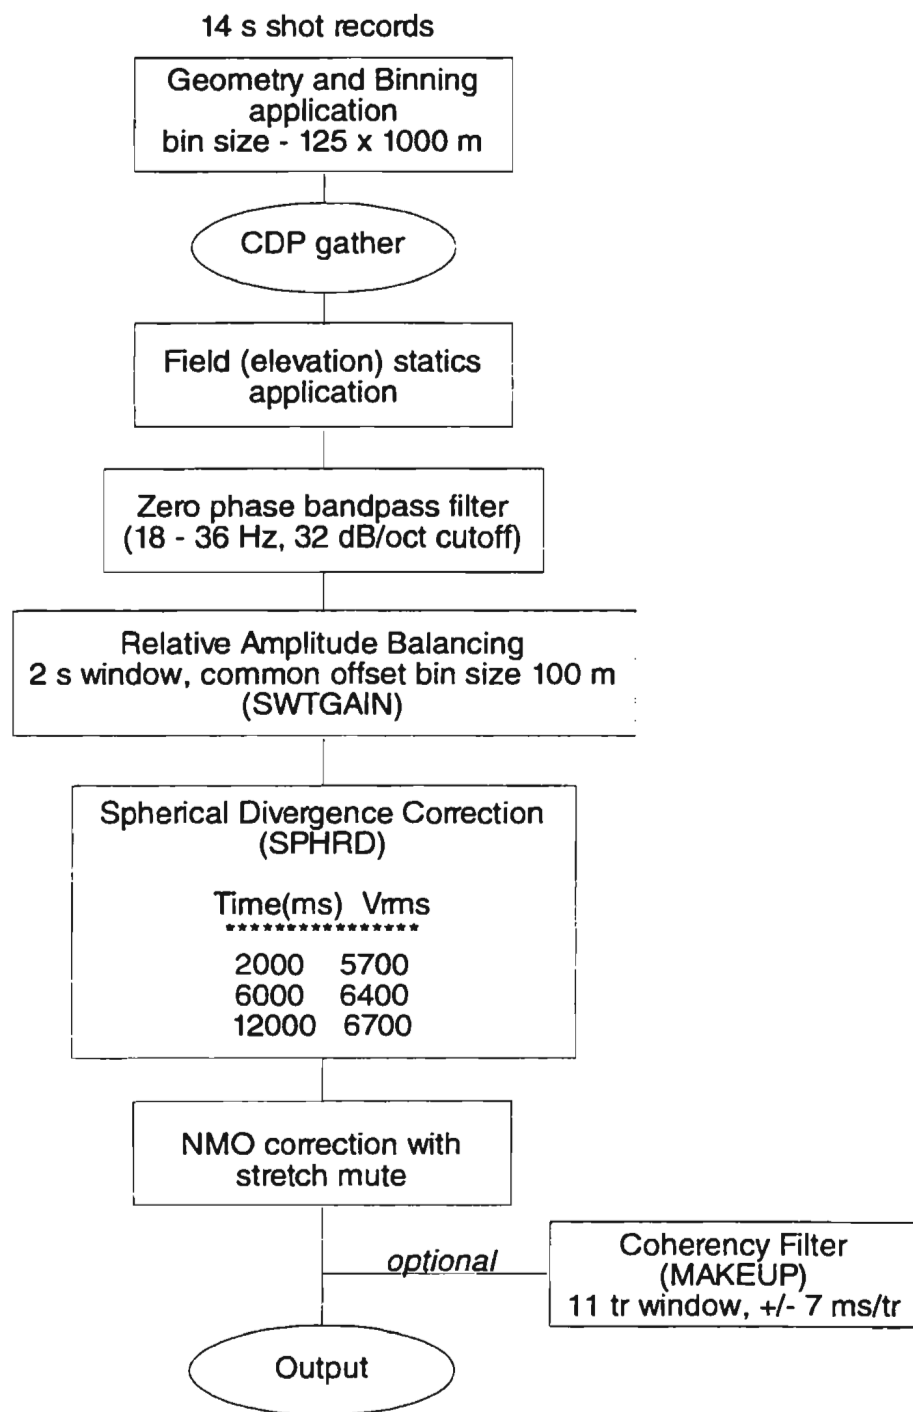 14 s shot records
Geometry and Binning
application
bin size - 125 x 1000 m
CDP gather
Field (elevation) statics
application
Zero phase bandpass filter
(18 - 36 Hz, 32 dB/oct cutoff)
Relative Amplitude Balancing
2 s window, common offset bin size 100 m
(SWTGAIN)
Spherical Divergence Correction
(SPHRD)
Time(ms) Vrms
*****************
2000 5700
6000 6400
12000 6700
NMO correction with
stretch mute
optional
Coherency Filter
(MAKEUP)
11 tr window, +/- 7 ms/tr
Output